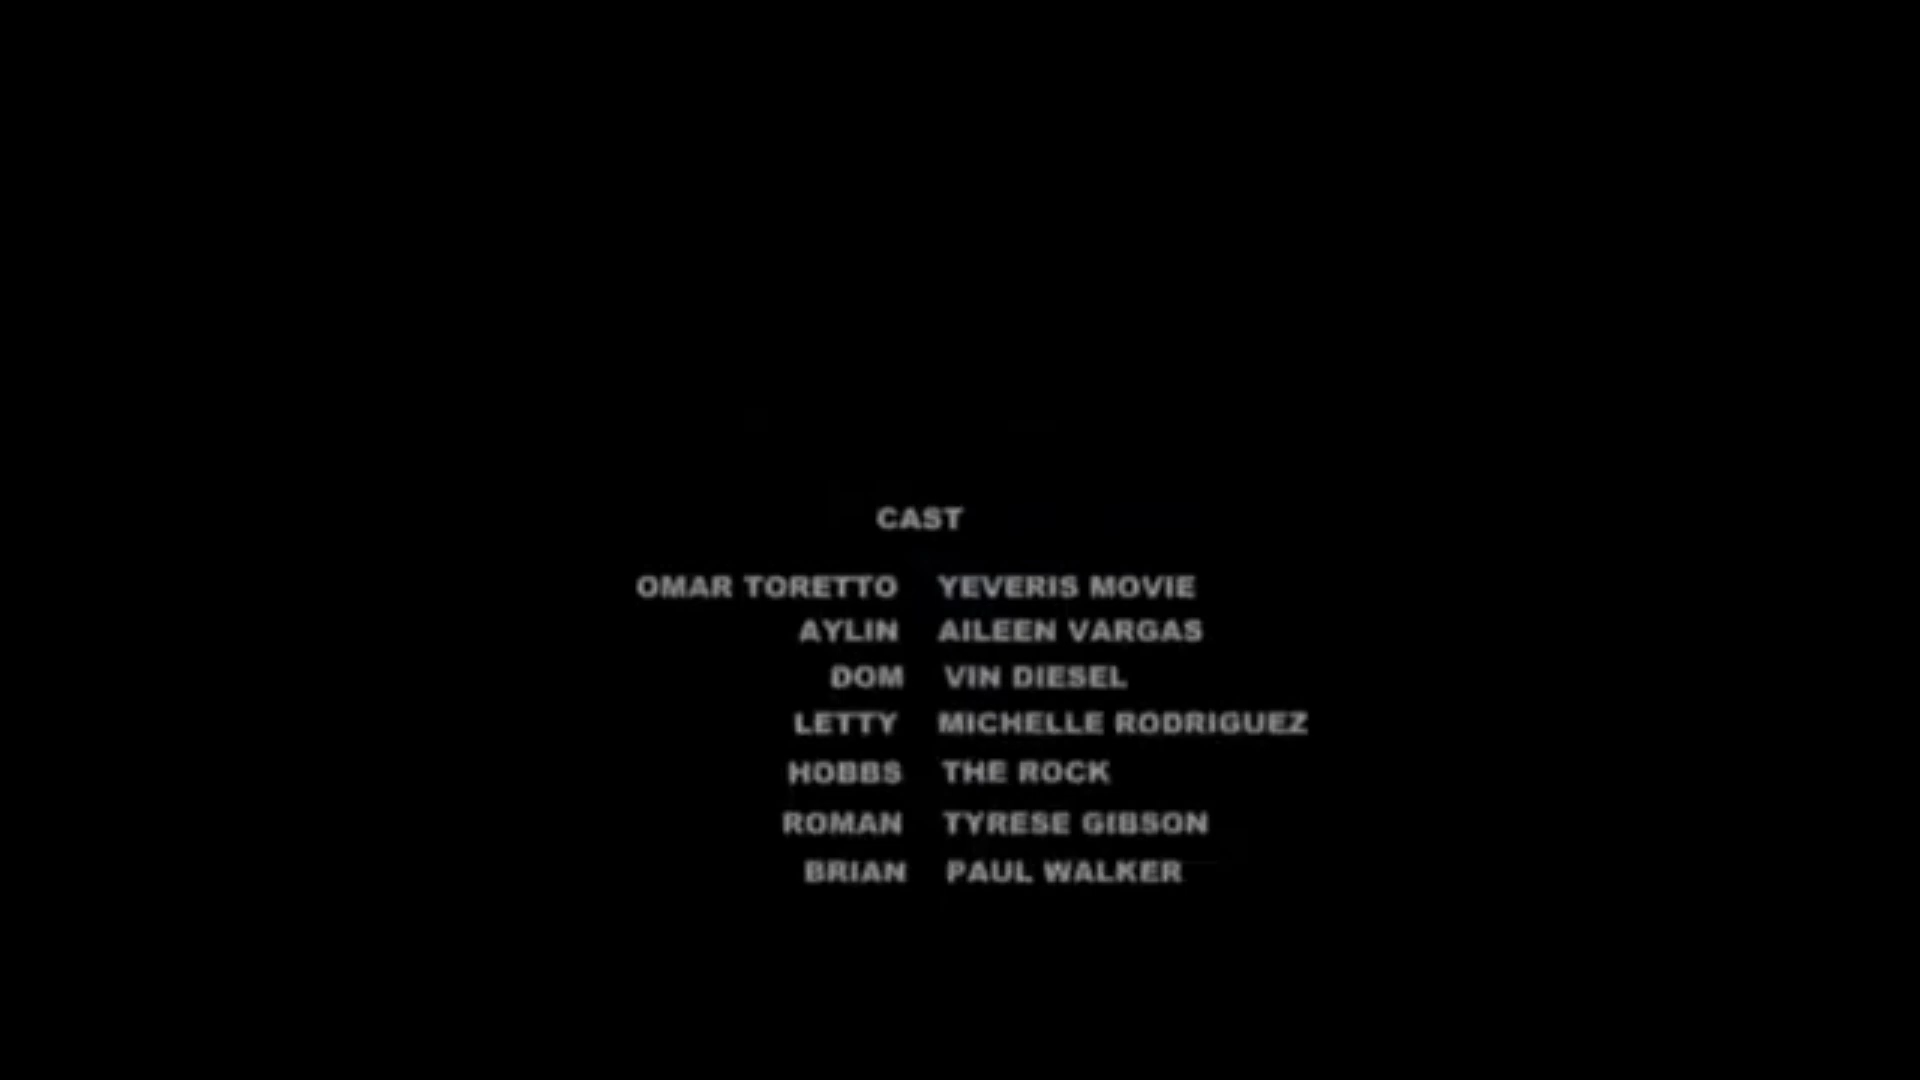 CAST
OMAR TORETTO YEVERIS MOVIE
AYLIN AILEEN VARGAS
DOM VIN DIESEL
LETTY MICHELLE RODRIGUEZ
HOBBS THE ROCK
ROMAN TYRESE GIBSON
BRIAN PAUL WALKER